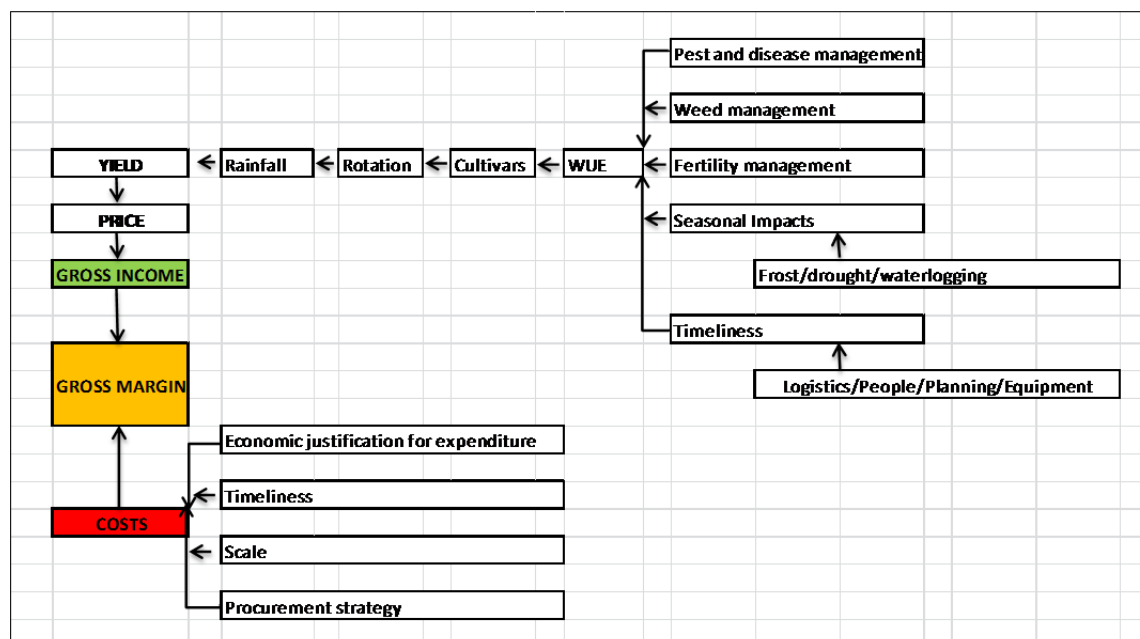 Pest and disease management
Weed management
YIELD
Rainfall
Rotation
Cultivars
WUE
Fertility management
PRICE
Seasonal Impacts
GROSS INCOME
Frost/drought/waterlogging
Timeliness
GROSS MARGIN
Logistics/People/Planning/Equipment
Economic justification for expenditure
Timeliness
COSTS
Scale
Procurement strategy